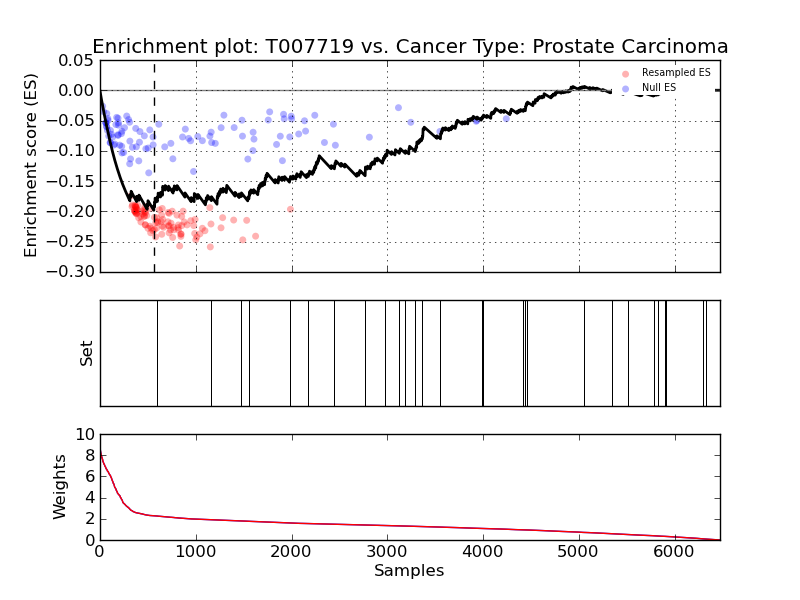 Enrichment plot: T007719 vs. Cancer Type: Prostate Carcinoma
Enrichment score (ES)
0.05
0.00
−0.05
−0.10
−0.15
−0.20
−0.25
−0.30
Resampled ES
Null ES
Set
Weights
10
8
6
4
2
0
0 1000 2000 3000 4000 5000 6000
Samples